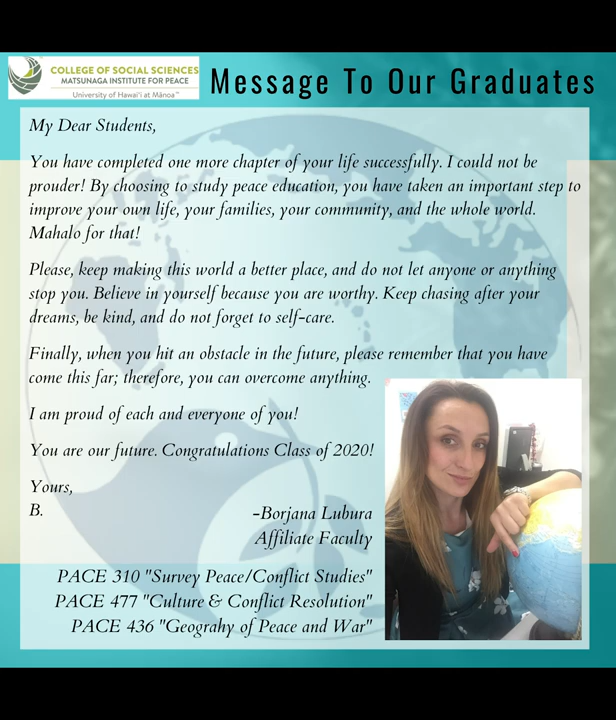 COLLEGE OF SOCIAL SCIENCES
MATSUNAGA INSTITUTE FOR PEACE
University of Hawai'i at Mānoa™
Message To Our Graduates
My Dear Students,
You have completed one more chapter of your life successfully. I could not be
prouder! By choosing to study peace education, you have taken an important step to
improve your own life, your families, your community, and the whole world.
Mahalo for that!
Please, keep making this world a better place, and do not let anyone or anything
stop you. Believe in yourself because you are worthy. Keep chasing after your
dreams, be kind, and do not forget to self-care.
Finally, when you hit an obstacle in the future, please remember that you have
come this far; therefore, you can overcome anything.
I am proud of each and everyone of you!
You are our future. Congratulations Class of 2020!
Yours,
B.
-Borjana Lubura
Affiliate Faculty
PACE 310 "Survey Peace/Conflict Studies"
PACE 477 "Culture & Conflict Resolution"
PACE 436 "Geograhy of Peace and War"